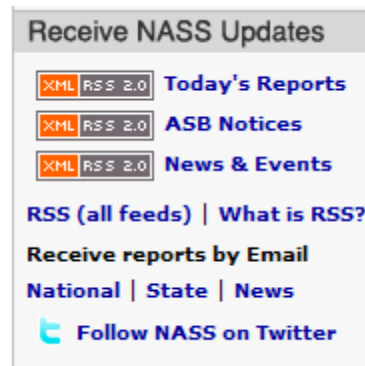 Receive NASS Updates
XML RSS 2.0 Today's Reports
XML RSS 2.0 ASB Notices
XML RSS 2.0 News & Events
RSS (all feeds) | What is RSS?
Receive reports by Email
National | State | News
t Follow NASS on Twitter